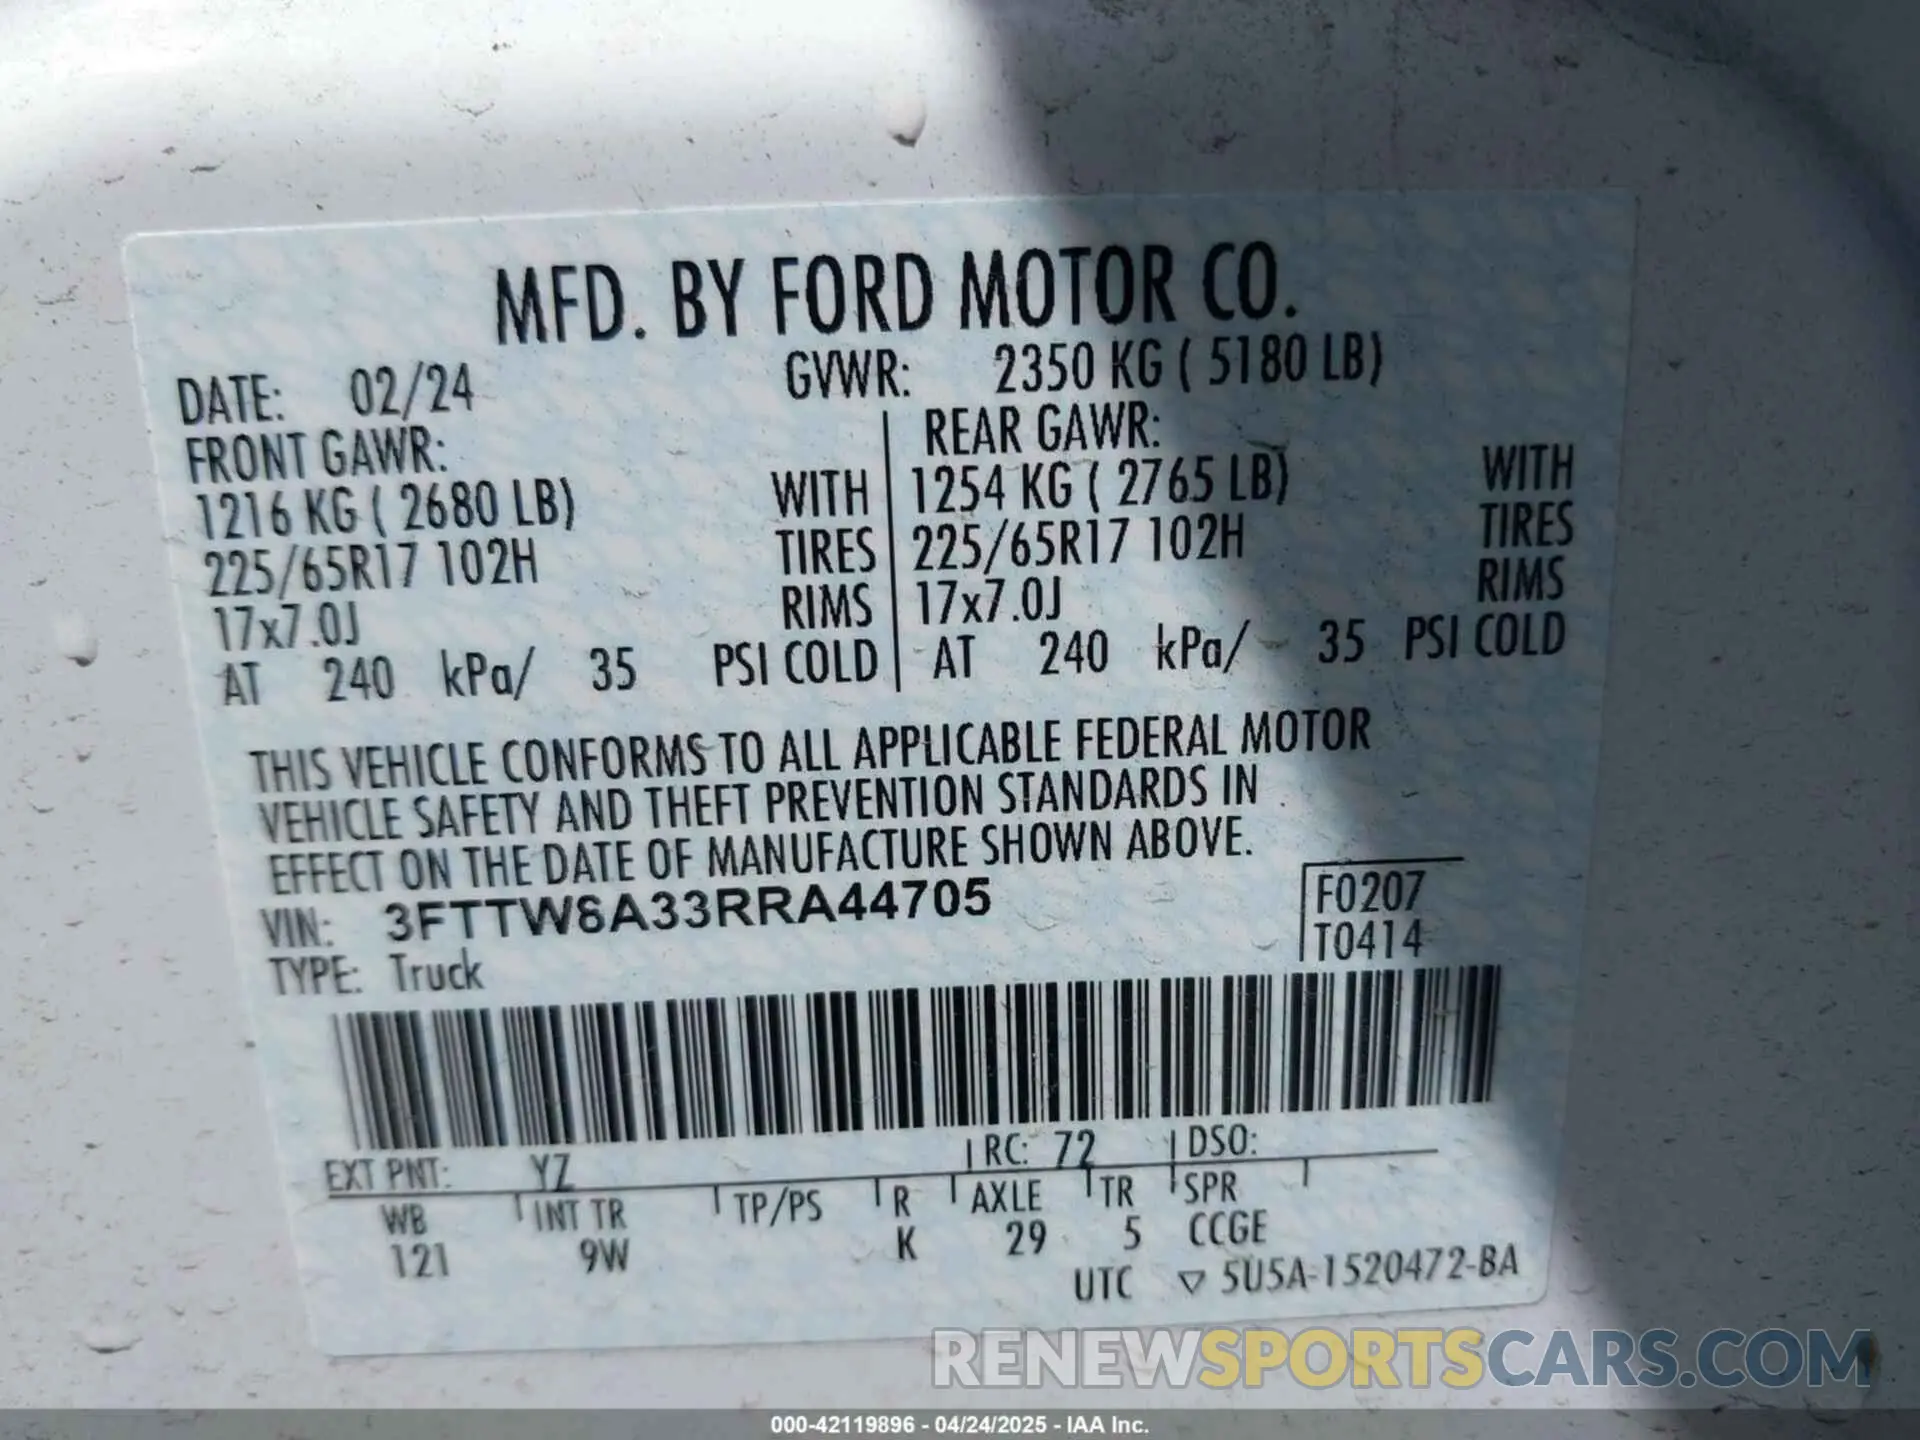 MFD. BY FORD MOTOR CO.
DATE: 02/24 GVWR: 2350 KG ( 5180 LB)
FRONT GAWR: REAR GAWR:
1216 KG ( 2680 LB) WITH 1254 KG ( 2765 LB) WITH
225/65R17 102H TIRES 225/65R17 102H TIRES
17x7.0J RIMS 17x7.0J RIMS
AT 240 kPa/ 35 PSI COLD AT 240 kPa/ 35 PSI COLD
THIS VEHICLE CONFORMS TO ALL APPLICABLE FEDERAL MOTOR
VEHICLE SAFETY AND THEFT PREVENTION STANDARDS IN
EFFECT ON THE DATE OF MANUFACTURE SHOWN ABOVE.
VIN: 3FTTW8A33RRA44705 F0207
TYPE: Truck T0414
EXT PNT: YZ RC: 72 DSO:
WB INT TR TP/PS R AXLE TR SPR
121 9W K 29 5 CCGE
UTC ▽ 5U5A-1520472-BA
RENEWSPORTSCARS.COM
000-42119896 - 04/24/2025 - IAA Inc.